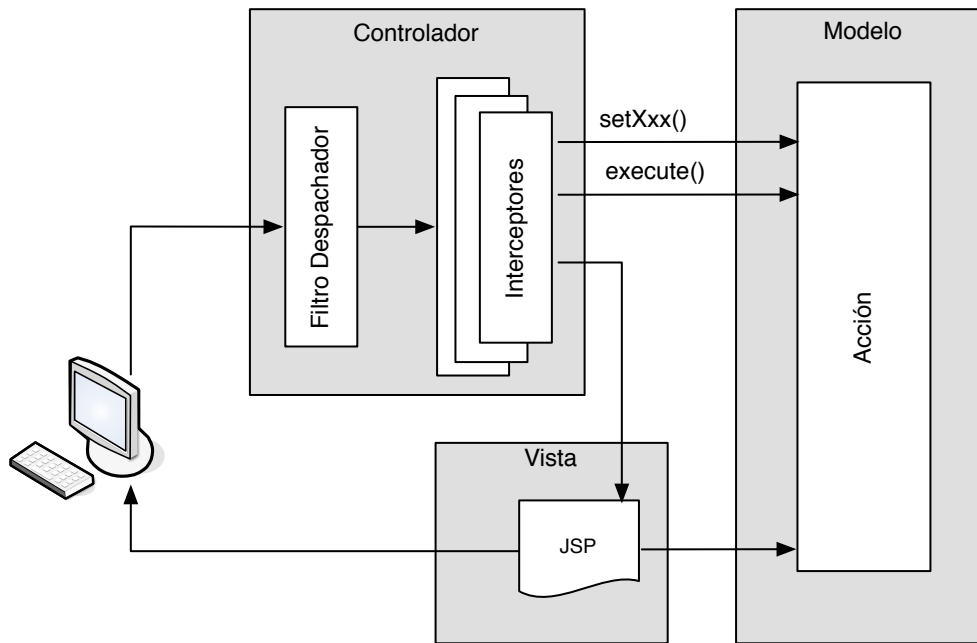 Controlador
Modelo
Filtro Despachador
Interceptores
setXxx()
execute()
Acción
Vista
JSP